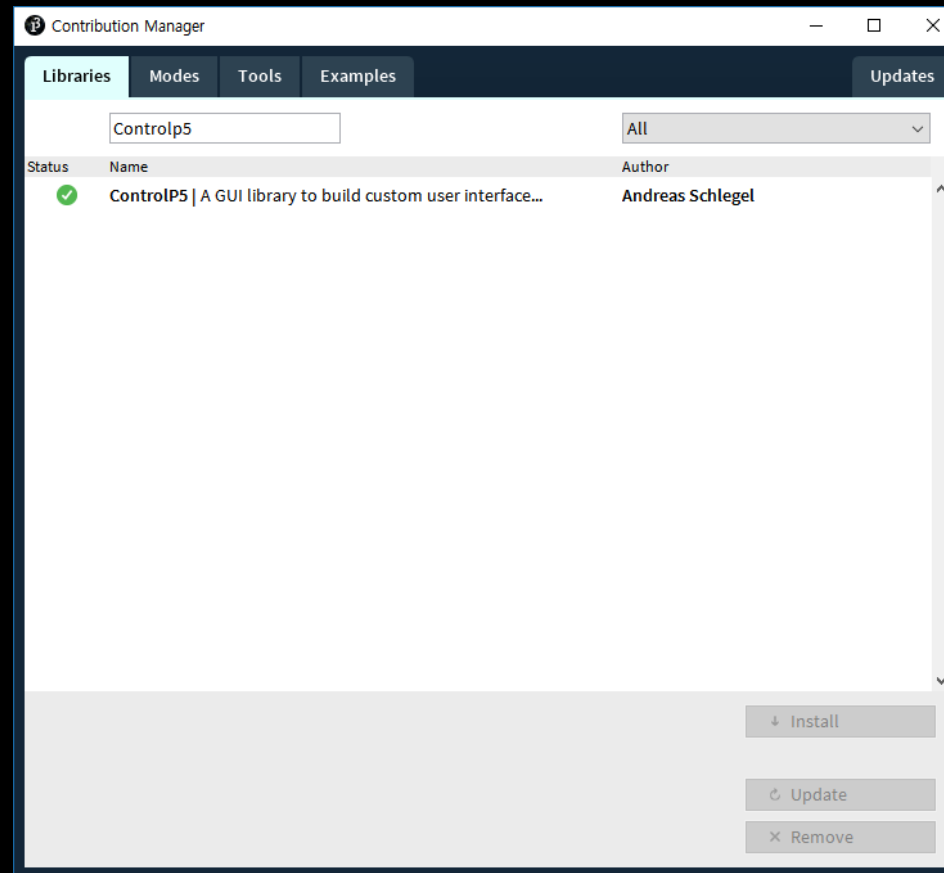 Contribution Manager
Libraries Modes Tools Examples Updates
Controlp5 All
Status Name Author
ControlP5 | A GUI library to build custom user interface... Andreas Schlegel
Install
Update
Remove